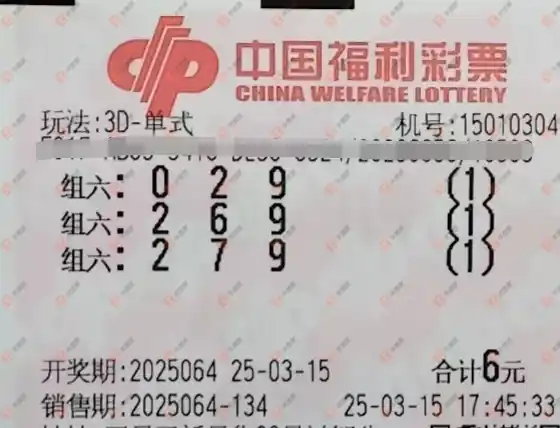 中国福利彩票
CHINA WELFARE LOTTERY
玩法:3D-单式 机号:15010304
组六: 0 2 9 (1)
组六: 2 6 9 (1)
组六: 2 7 9 (1)
开奖期:2025064 25-03-15 合计6元
销售期:2025064-134 25-03-15 17:45:33